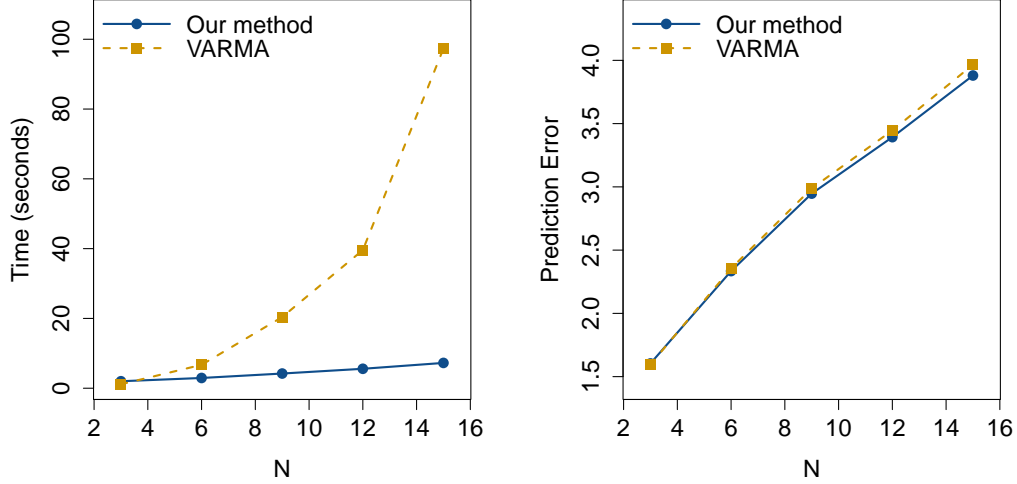 Our method
VARMA
Time (seconds)
100
80
60
40
20
0
2 4 6 8 10 12 14 16
N
Our method
VARMA
Prediction Error
4.0
3.5
3.0
2.5
2.0
1.5
2 4 6 8 10 12 14 16
N